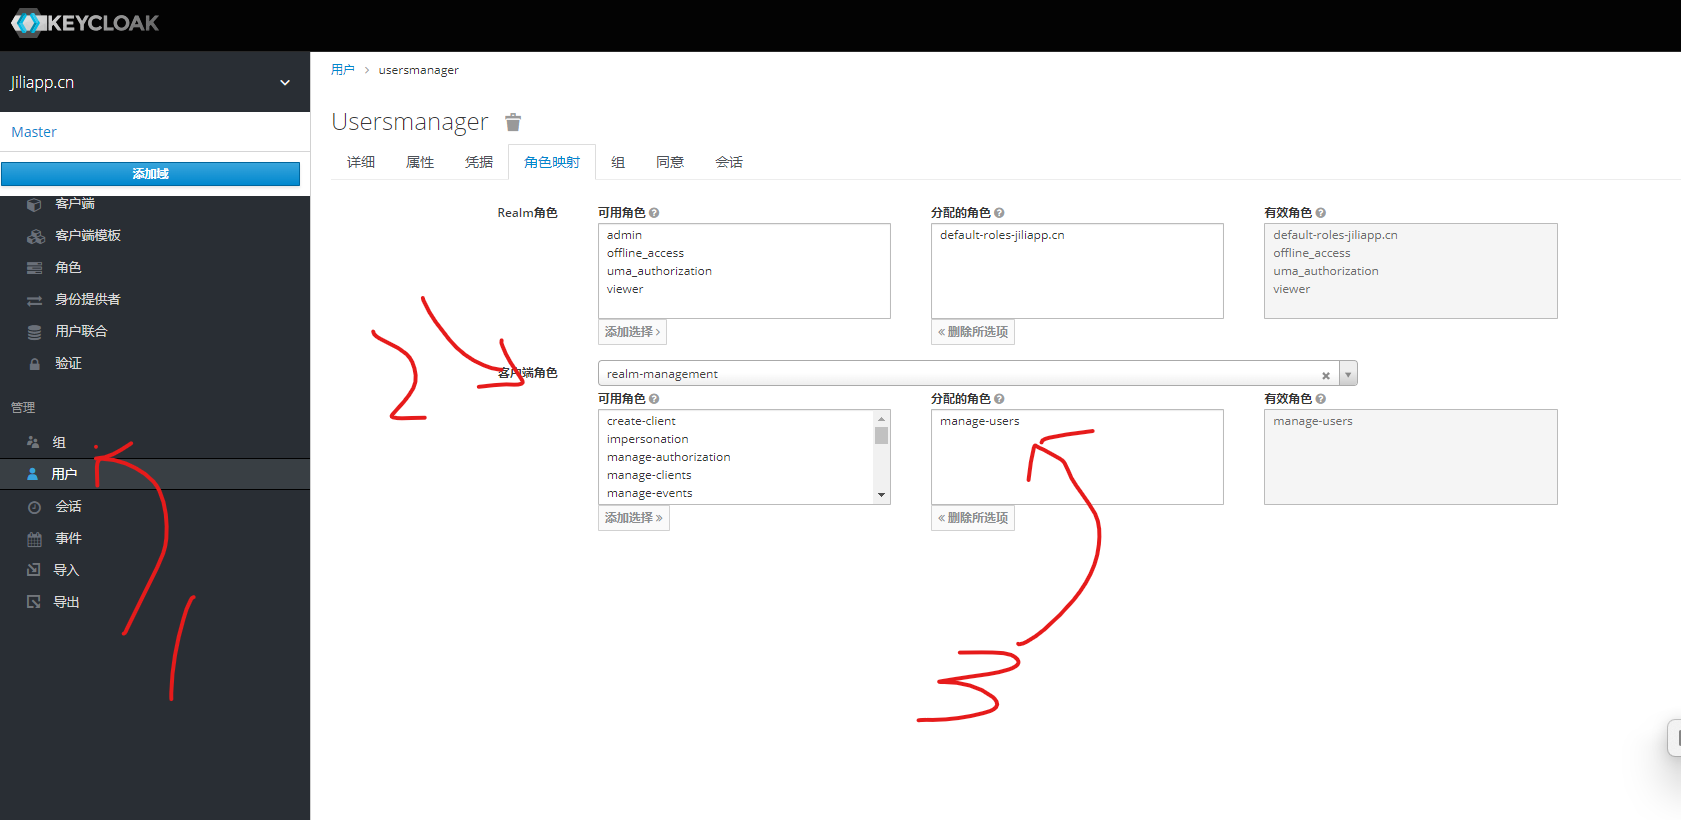 KEYCLOAK
Jiliapp.cn
Master
添加域
客户端
客户端模板
角色
身份提供者
用户联合
验证
管理
组
用户
会话
事件
导入
导出
用户 > usersmanager
Usersmanager
详细 属性 凭据 角色映射 组 同意 会话
Realm角色
可用角色
admin
offline_access
uma_authorization
viewer
添加选择 >
分配的角色
default-roles-jiliapp.cn
« 删除所选项
有效角色
default-roles-jiliapp.cn
offline_access
uma_authorization
viewer
客户端角色
realm-management
可用角色
create-client
impersonation
manage-authorization
manage-clients
manage-events
添加选择 »
分配的角色
manage-users
« 删除所选项
有效角色
manage-users
1
2
3